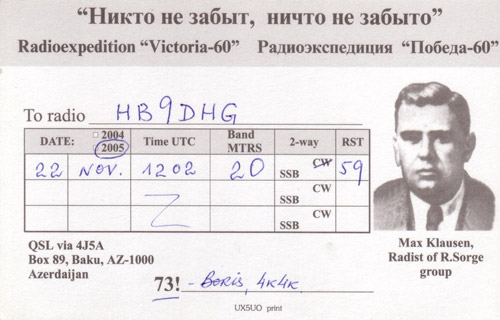 “Никто не забыт, ничто не забыто”
Radioexpedition “Victoria-60” Радиоэкспедиция “Победа-60”
To radio HB9DHG
DATE: 2004 2005 Time UTC Band MTRS 2-way RST
22 NOV. 1202 20 CW SSB 59
CW SSB
CW SSB
QSL via 4J5A
Box 89, Baku, AZ-1000
Azerdaijan
Max Klausen,
Radist of R.Sorge
group
73! - Boris, 4K4K.
UX5UO print